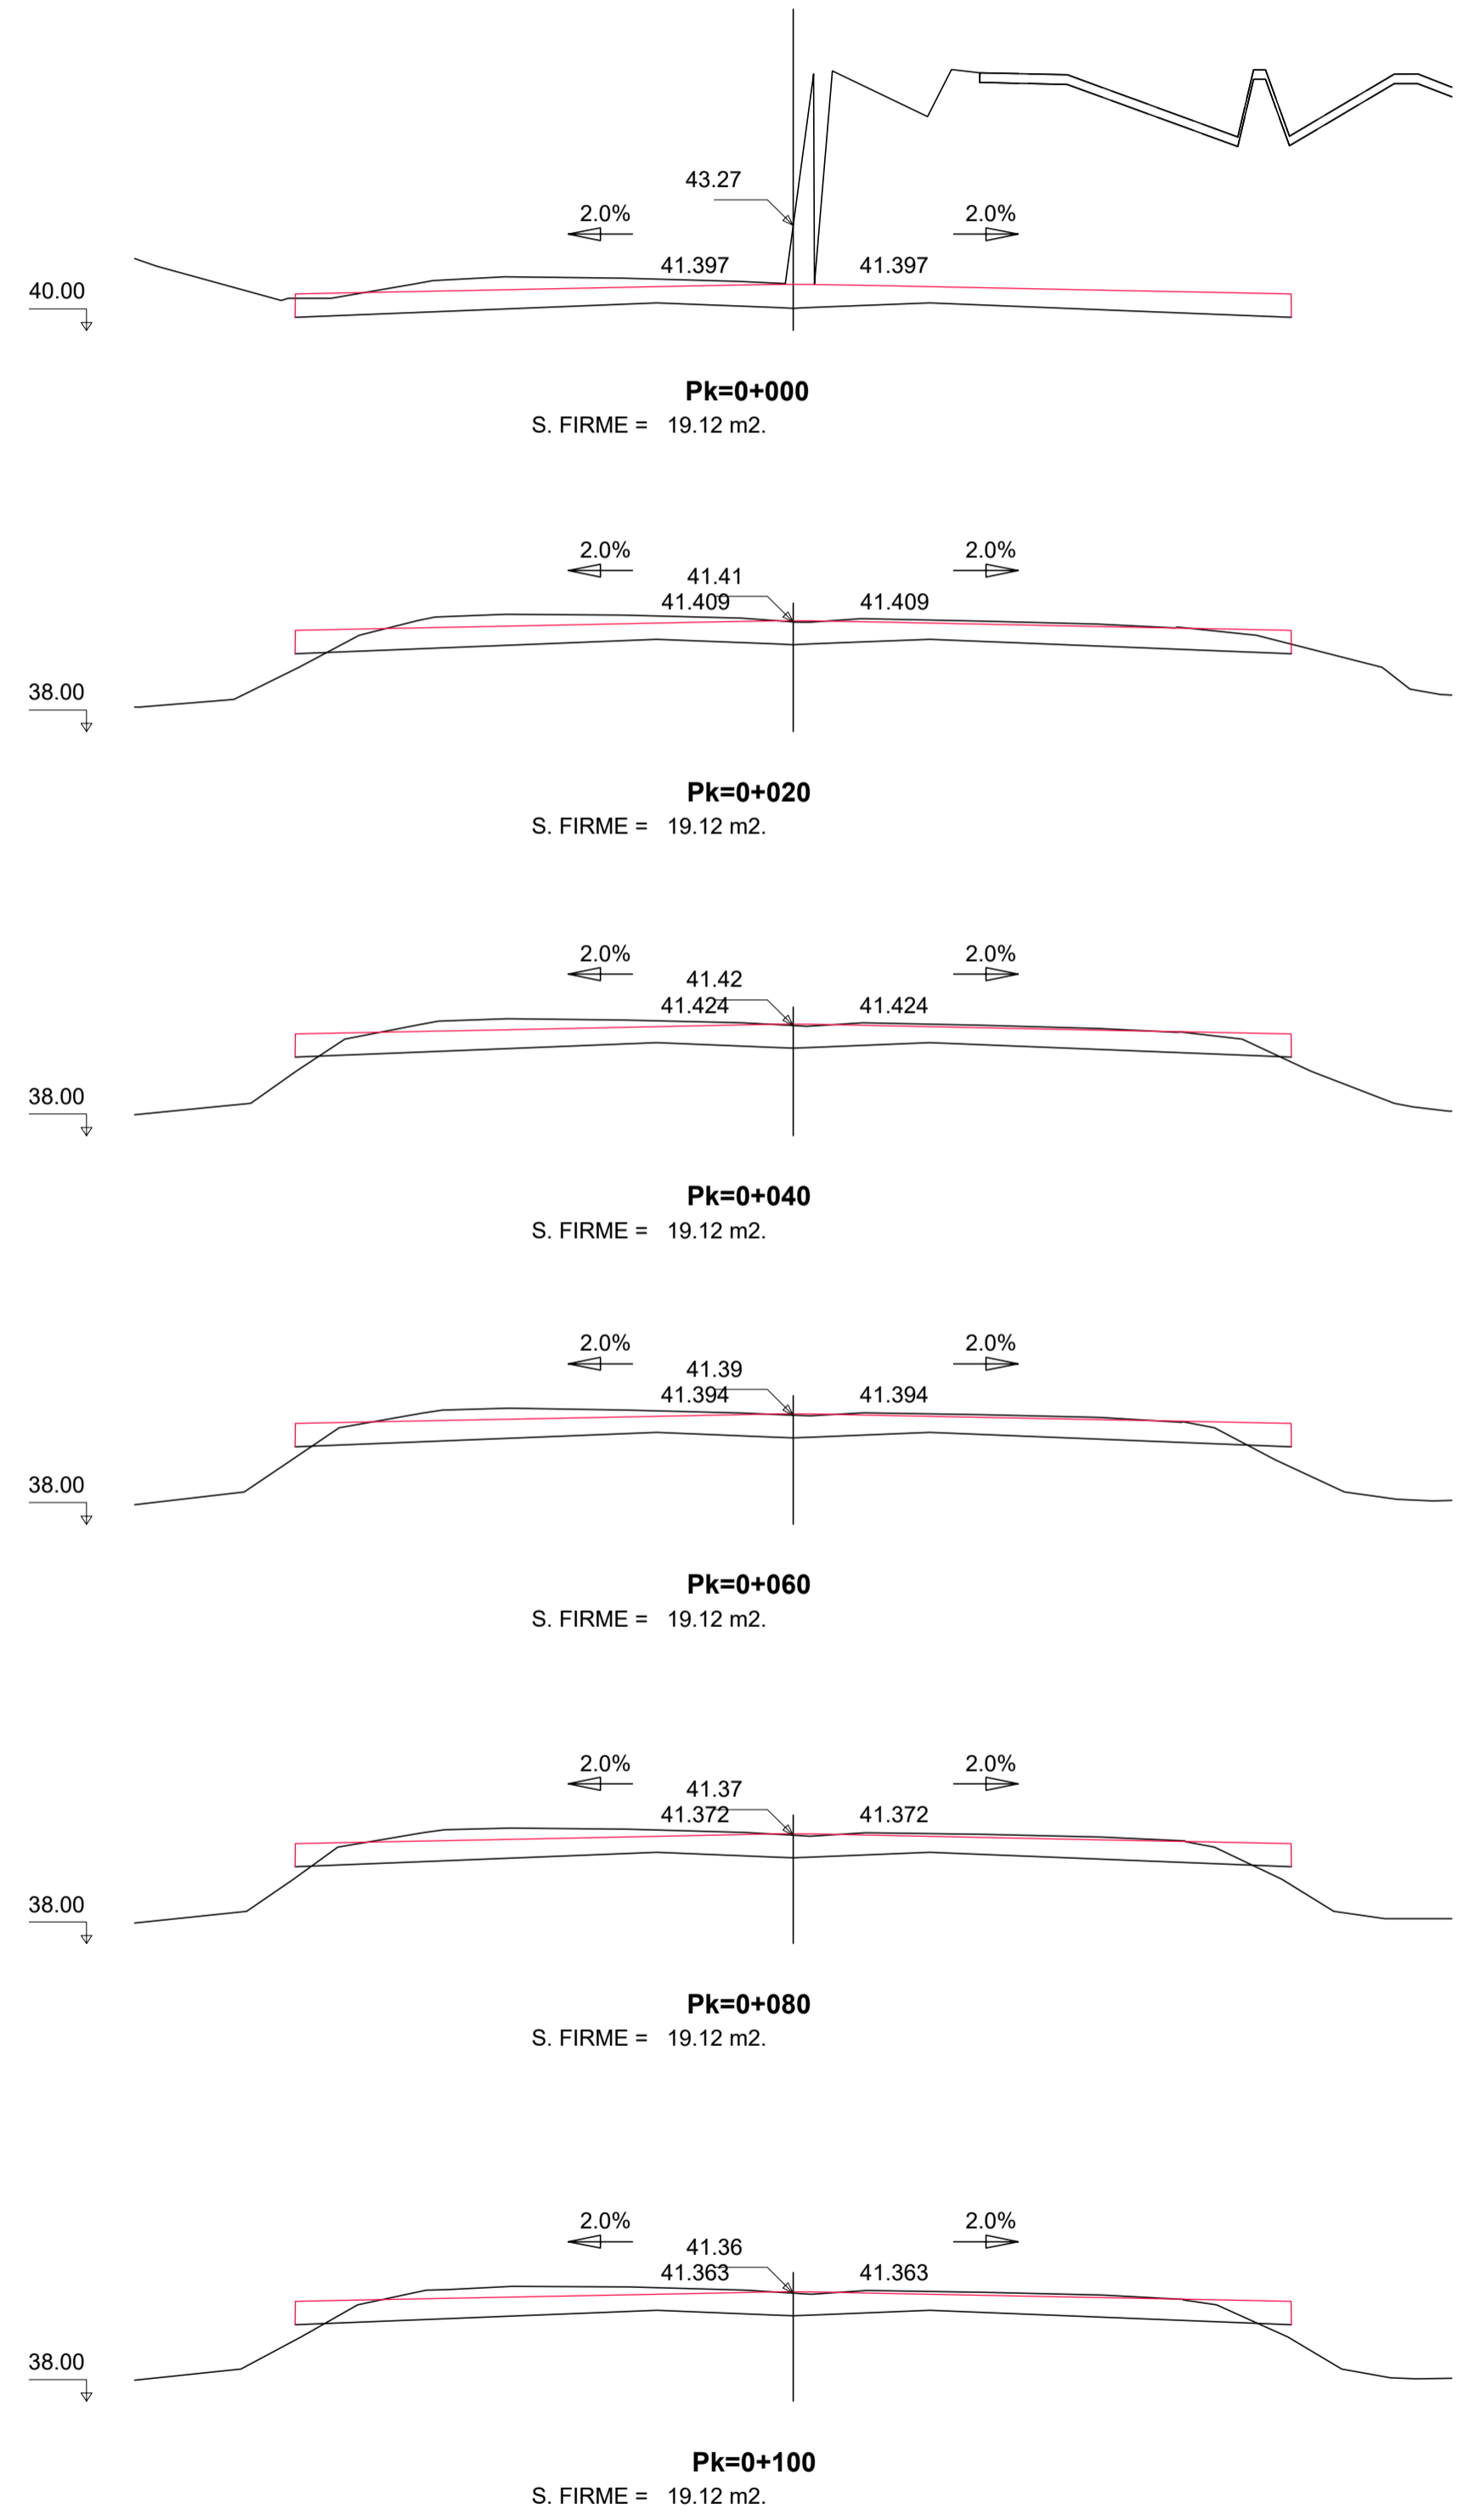 43.27
2.0% 2.0%
41.397 41.397
40.00
Pk=0+000
S. FIRME = 19.12 m2.
2.0% 2.0%
41.41
41.409 41.409
38.00
Pk=0+020
S. FIRME = 19.12 m2.
2.0% 2.0%
41.42
41.424 41.424
38.00
Pk=0+040
S. FIRME = 19.12 m2.
2.0% 2.0%
41.39
41.394 41.394
38.00
Pk=0+060
S. FIRME = 19.12 m2.
2.0% 2.0%
41.37
41.372 41.372
38.00
Pk=0+080
S. FIRME = 19.12 m2.
2.0% 2.0%
41.36
41.363 41.363
38.00
Pk=0+100
S. FIRME = 19.12 m2.